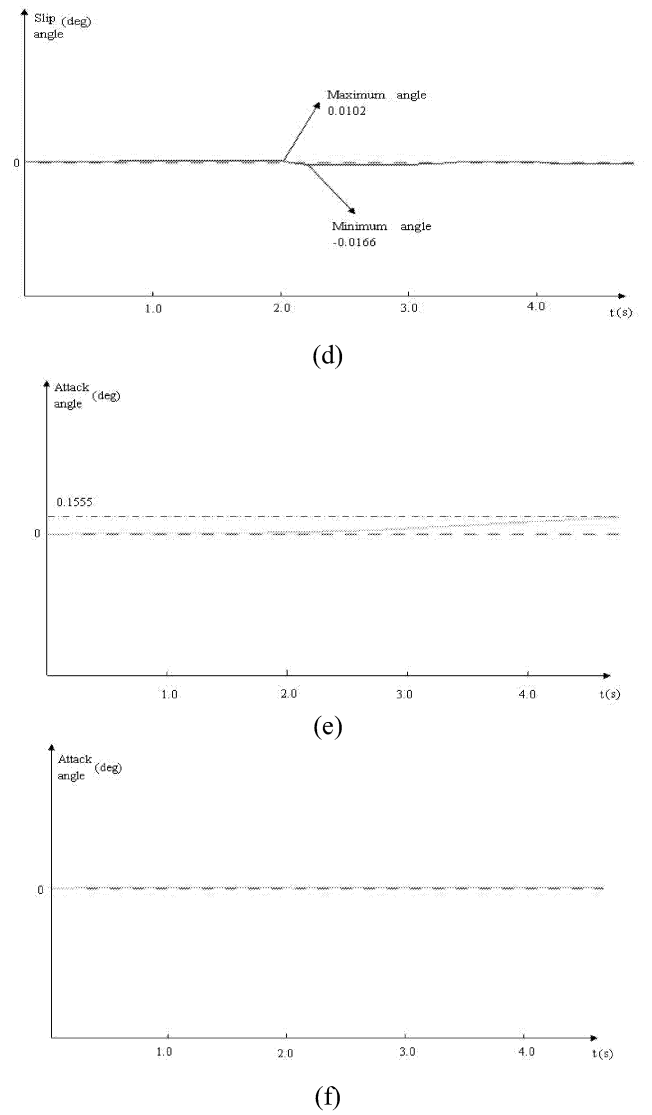 Slip (deg)
angle
Maximum angle
0.0102
0
Minimum angle
-0.0166
1.0 2.0 3.0 4.0 t(s)
(d)
Attack (deg)
angle
0.1555
0
1.0 2.0 3.0 4.0 t(s)
(e)
Attack (deg)
angle
0
1.0 2.0 3.0 4.0 t(s)
(f)